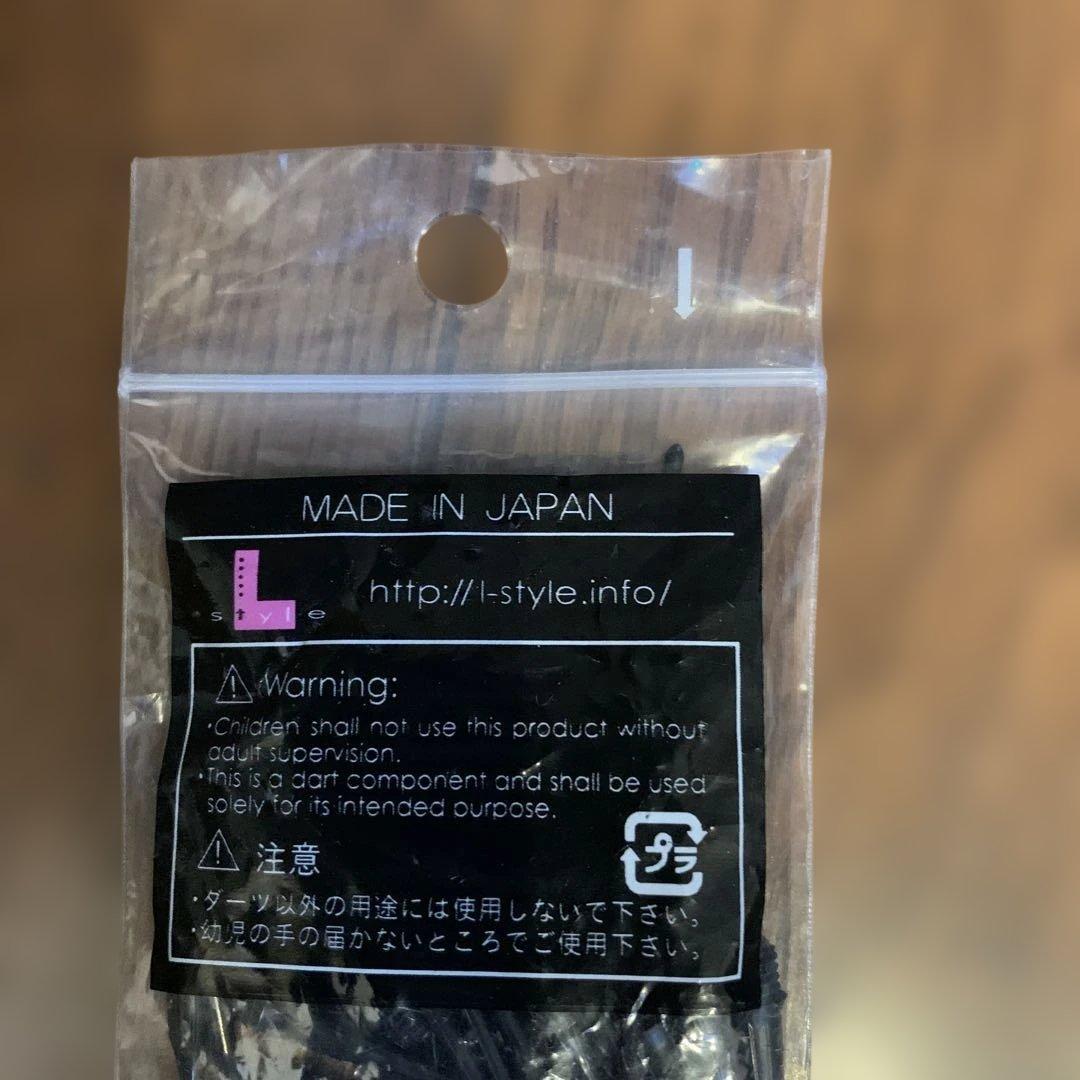 MADE IN JAPAN
L style
http://l-style.info/
Warning:
・Children shall not use this product without
adult supervision.
・This is a dart component and shall be used
solely for its intended purpose.
注意
プラ
・ダーツ以外の用途には使用しないで下さい。
・幼児の手の届かないところでご使用下さい。